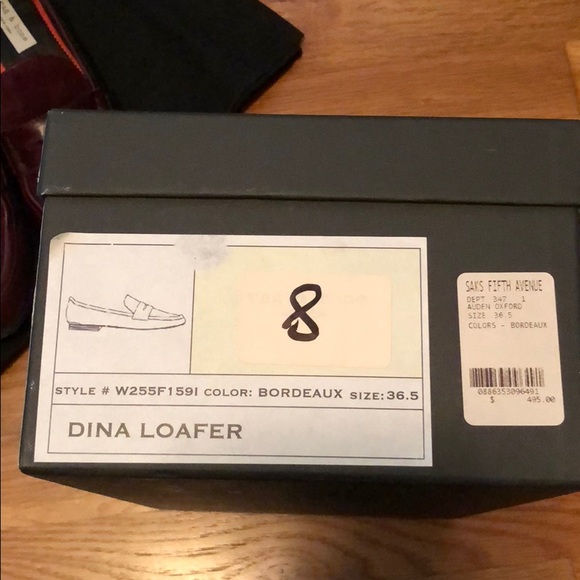 8
STYLE # W255F159I COLOR: BORDEAUX SIZE: 36.5
DINA LOAFER
SAKS FIFTH AVENUE
DEPT 347 1
AUDEN OXFORD
SIZE 36.5
COLORS - BORDEAUX
0886353096491
$ 495.00